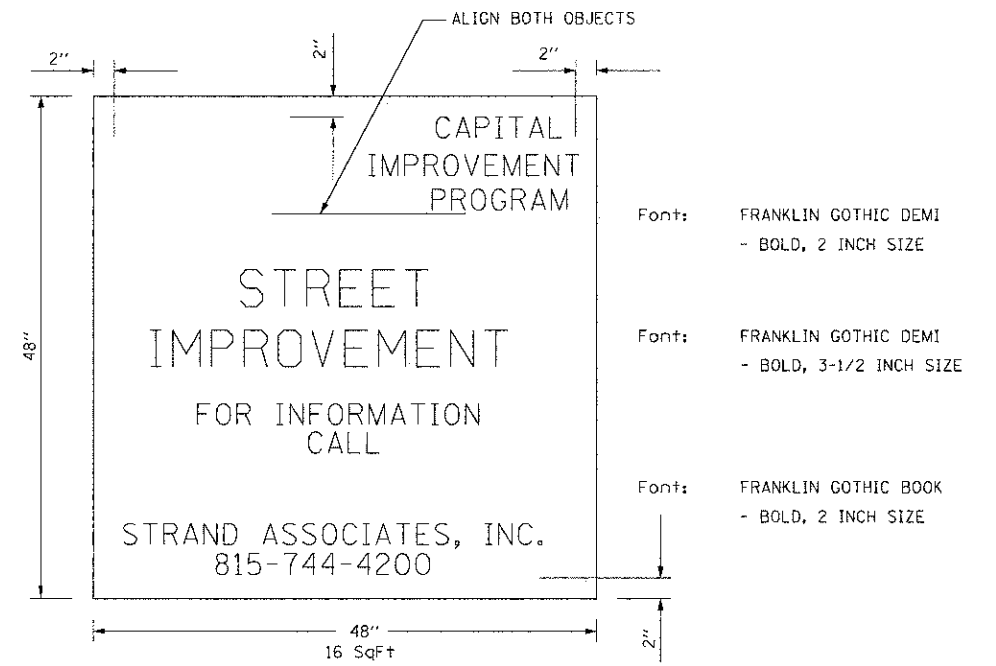 ALIGN BOTH OBJECTS
2"
2"
2"
CAPITAL
IMPROVEMENT
PROGRAM
Font: FRANKLIN GOTHIC DEMI
- BOLD, 2 INCH SIZE
STREET
IMPROVEMENT
48"
Font: FRANKLIN GOTHIC DEMI
- BOLD, 3-1/2 INCH SIZE
FOR INFORMATION
CALL
Font: FRANKLIN GOTHIC BOOK
- BOLD, 2 INCH SIZE
STRAND ASSOCIATES, INC.
815-744-4200
48"
16 SqFt
2"